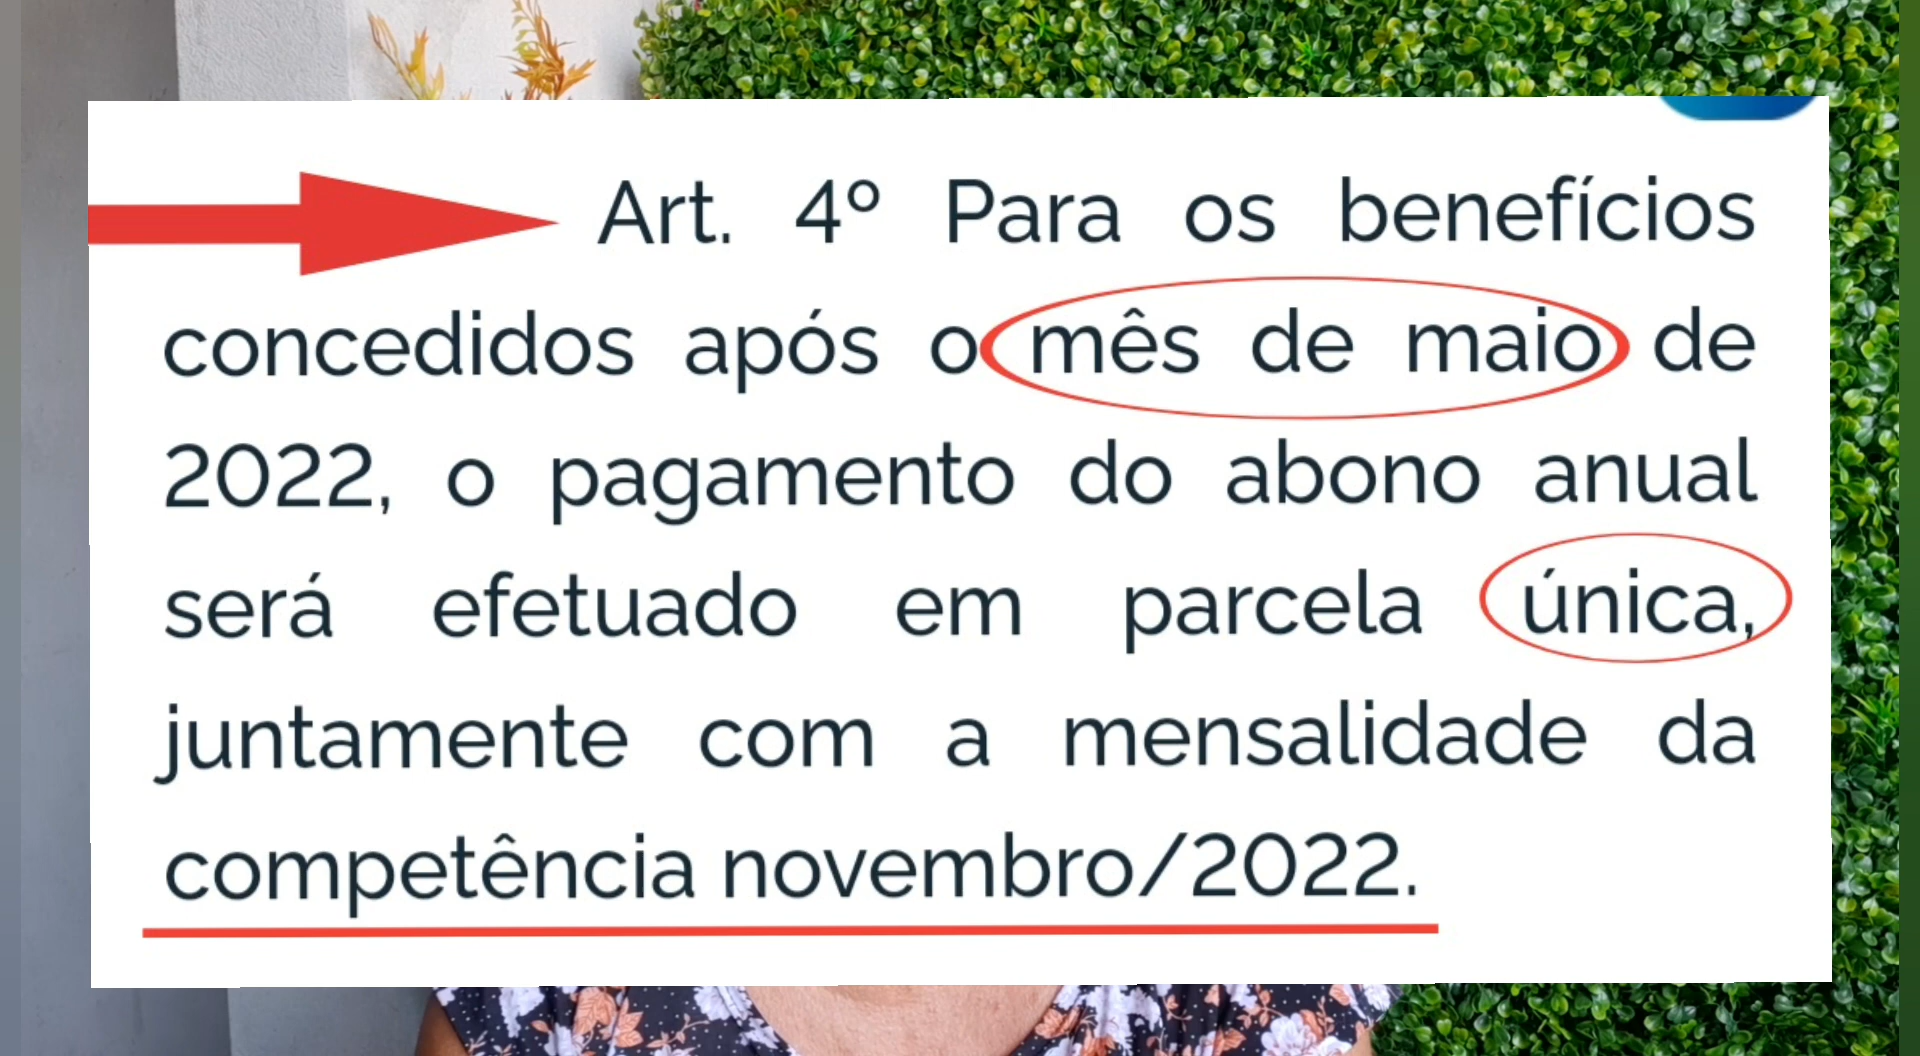 Art. 4º Para os benefícios
concedidos após o mês de maio de
2022, o pagamento do abono anual
será efetuado em parcela única,
juntamente com a mensalidade da
competência novembro/2022.